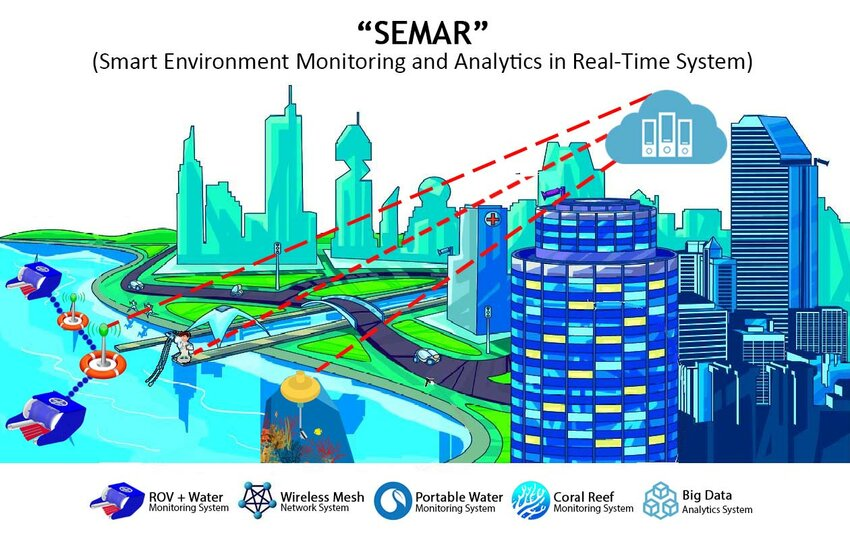 “SEMAR”
(Smart Environment Monitoring and Analytics in Real-Time System)
ROV + Water
Monitoring System
Wireless Mesh
Network System
Portable Water
Monitoring System
Coral Reef
Monitoring System
Big Data
Analytics System